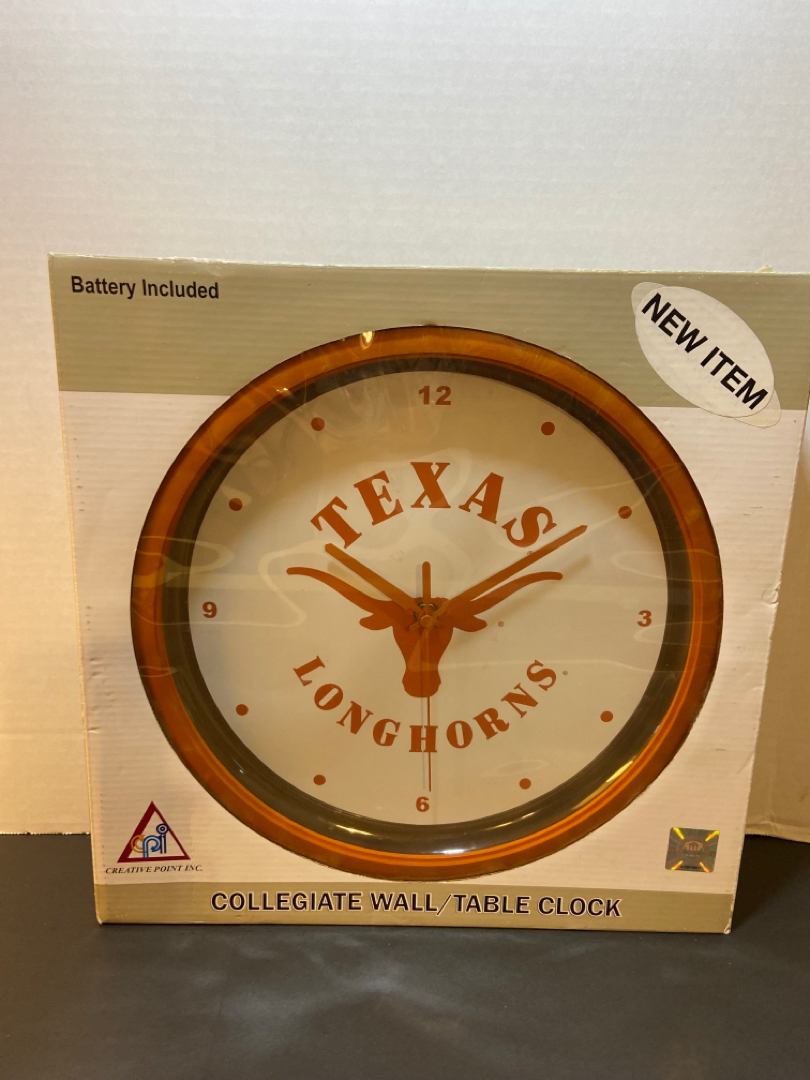 Battery Included
NEW ITEM
12
TEXAS
9
3
LONGHORNS
6
cpi
CREATIVE POINT INC.
COLLEGIATE WALL/TABLE CLOCK